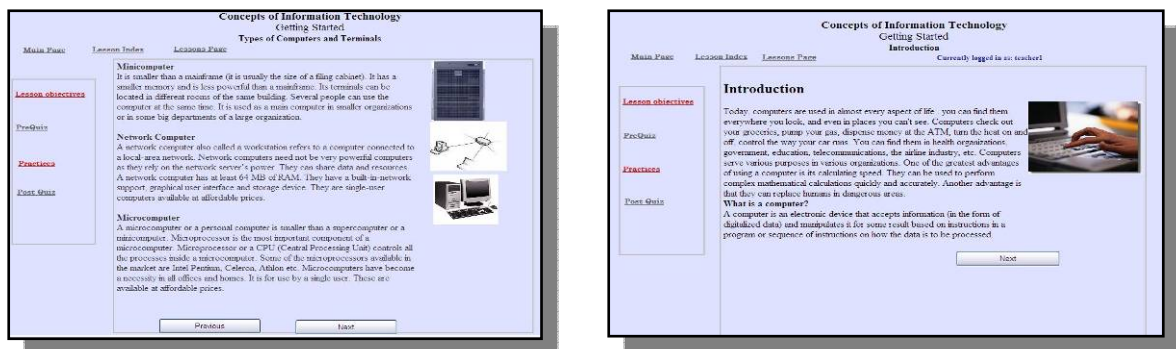 Concepts of Information Technology
Getting Started
Types of Computers and Terminals
Main Page
Lesson Index
Lessons Page
Lesson objectives
PreQuiz
Practices
Post Quiz
Minicomputer
It is smaller than a mainframe (it is usually the size of a filing cabinet). It has a
smaller memory and is less powerful than a mainframe. Its terminals can be
located in different rooms of the same building. Several people can use the
computer at the same time. It is used as a main computer in smaller organizations
or in some big departments of a large organization.
Network Computer
A network computer also called a workstation refers to a computer connected to
a local-area network. Network computers need not be very powerful computers
as they rely on the network server's power. They can share data and resources.
A network computer has at least 64 MB of RAM. They have a built-in network
support, graphical user interface and storage device. They are single-user
computers available at affordable prices.
Microcomputer
A microcomputer or a personal computer is smaller than a supercomputer or a
minicomputer. Microprocessor is the most important component of a
microcomputer. Microprocessor or a CPU (Central Processing Unit) controls all
the processes inside a microcomputer. Some of the microprocessors available in
the market are Intel Pentium, Celeron, Athlon etc. Microcomputers have become
a necessity in all offices and homes. It is for use by a single user. These are
available at affordable prices.
Previous
Next
Concepts of Information Technology
Getting Started
Introduction
Main Page
Lesson Index
Lessons Page
Currently logged in as: teacher1
Lesson objectives
PreQuiz
Practices
Post Quiz
Introduction
Today, computers are used in almost every aspect of life - you can find them
everywhere you look, and even in places you can't see. Computers check out
your groceries, pump your gas, dispense money at the ATM, turn the heat on and
off, control the way your car runs. You can find them in health organizations,
government, education, telecommunications, the airline industry, etc. Computers
serve various purposes in various organizations. One of the greatest advantages
of using a computer is its calculating speed. They can be used to perform
complex mathematical calculations quickly and accurately. Another advantage is
that they can replace humans in dangerous areas.
What is a computer?
A computer is an electronic device that accepts information (in the form of
digitalized data) and manipulates it for some result based on instructions in a
program or sequence of instructions on how the data is to be processed.
Next